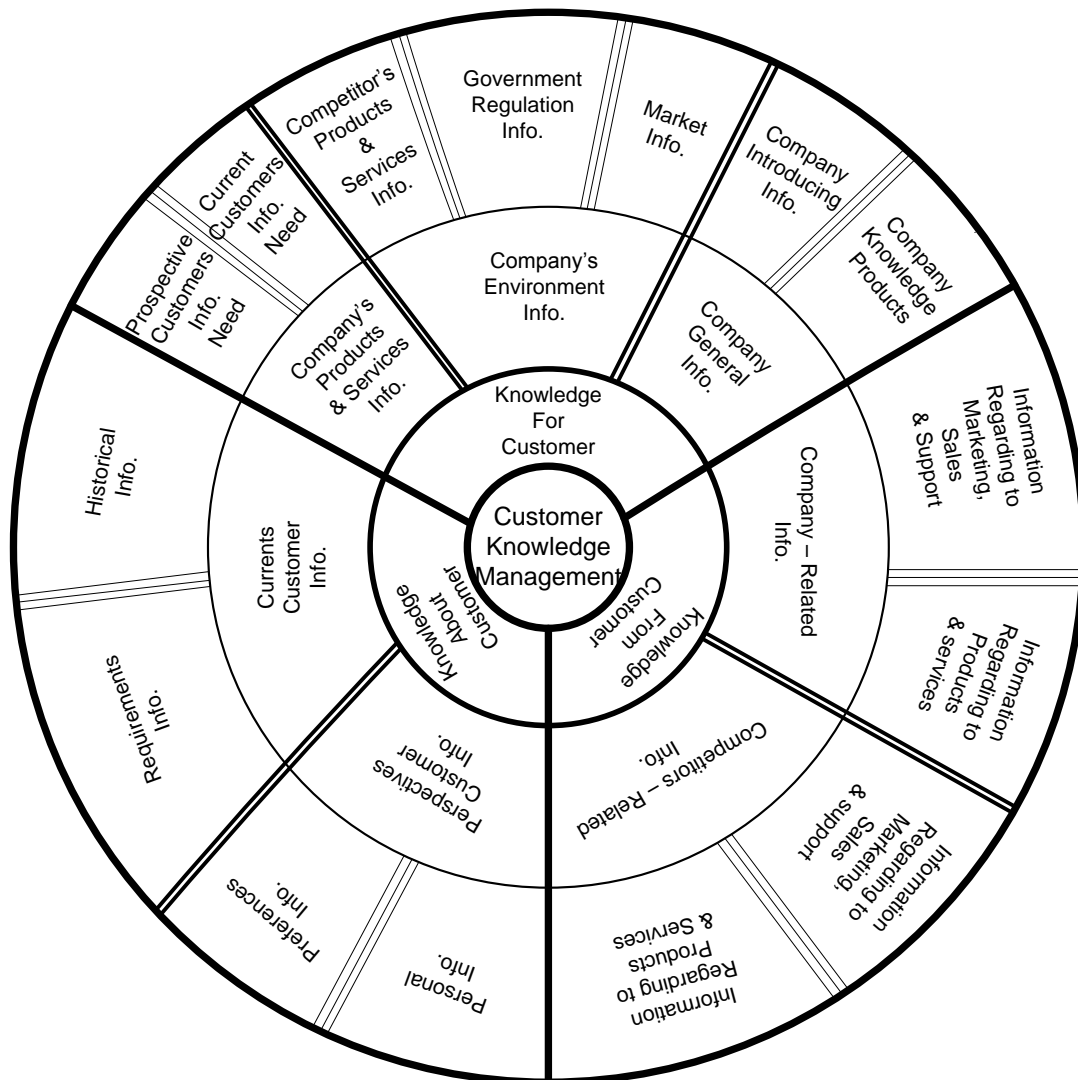 Customer
Knowledge
Management
Knowledge
For
Customer
Knowledge
From
Customer
Knowledge
About
Customer
Company's
Products
& Services
Info.
Company's
Environment
Info.
Company
General
Info.
Company – Related
Info.
Competitors – Related
Info.
Perspectives
Customer
Info.
Currents
Customer
Info.
Prospective
Customers
Info.
Need
Current
Customers
Info.
Need
Competitor's
Products
&
Services
Info.
Government
Regulation
Info.
Market
Info.
Company
Introducing
Info.
Company
Knowledge
Products
Information
Regarding to
Marketing,
Sales
& Support
Information
Regarding to
Products
& services
Information
Regarding to
Marketing,
Sales
& support
Information
Regarding to
Products
& Services
Personal
Info.
Preferences
Info.
Requirements
Info.
Historical
Info.